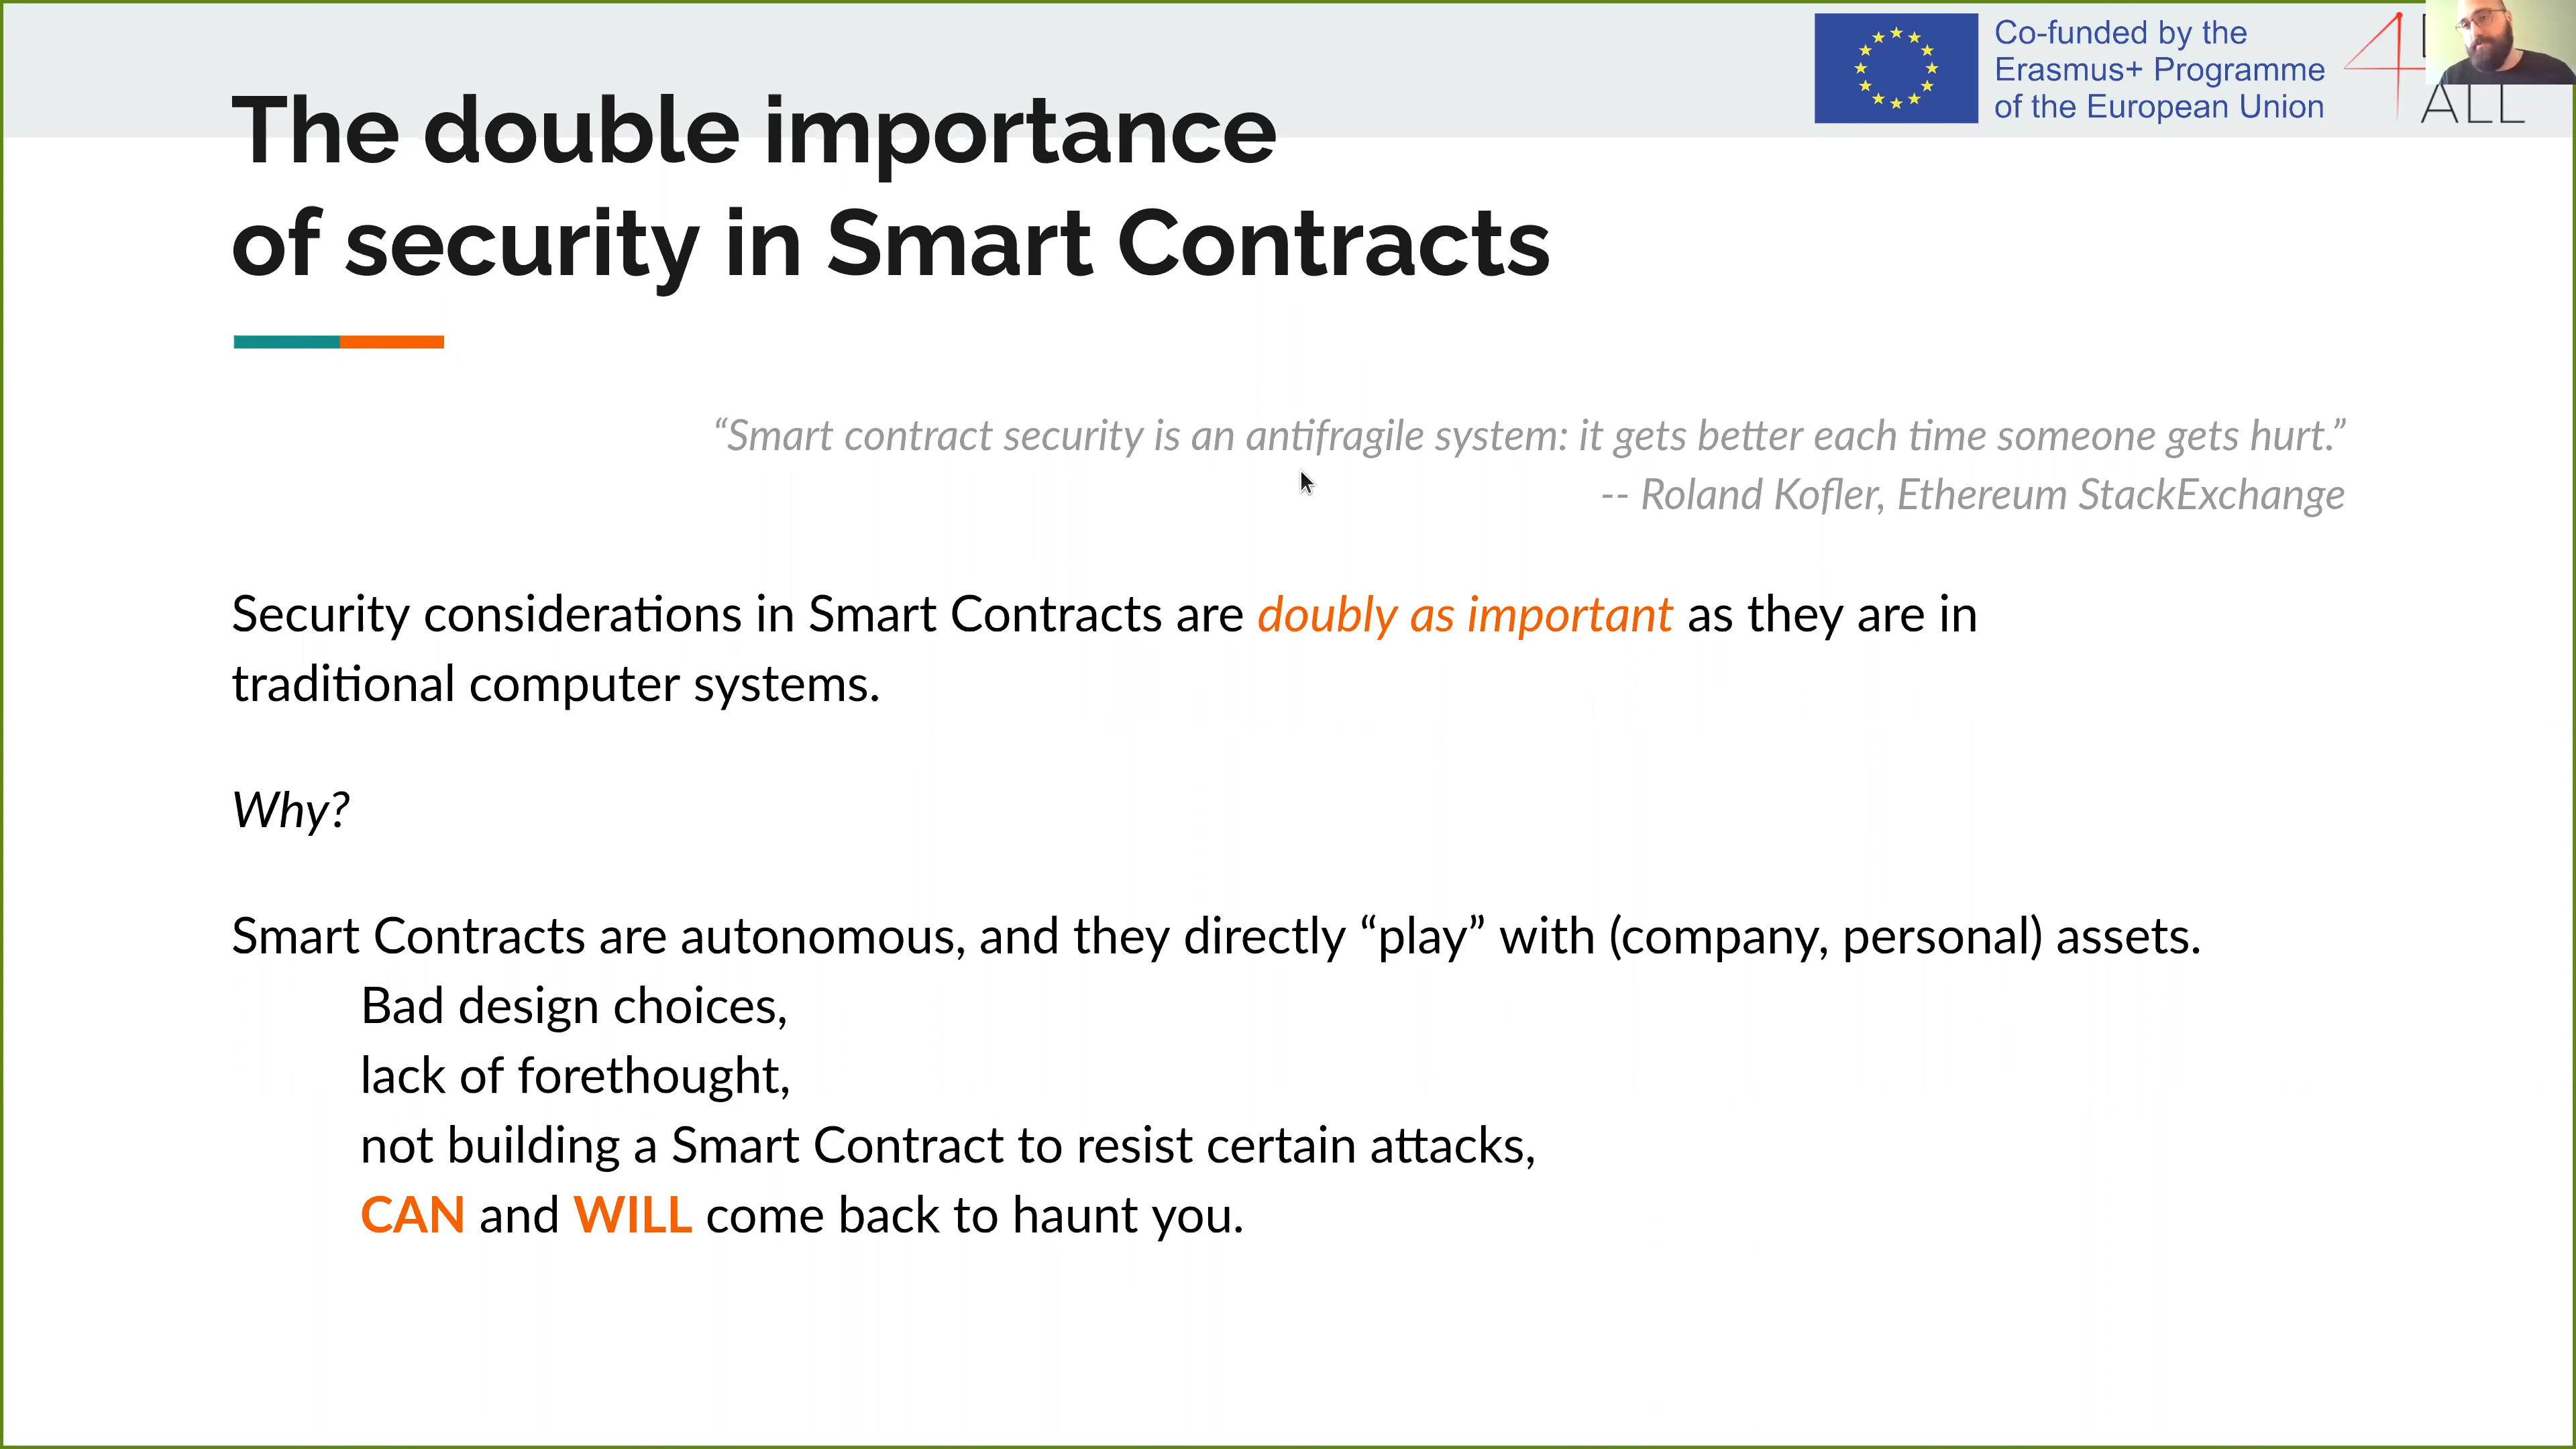 Co-funded by the
Erasmus+ Programme
of the European Union
4
ALL
The double importance
of security in Smart Contracts
“Smart contract security is an antifragile system: it gets better each time someone gets hurt.”
-- Roland Kofler, Ethereum StackExchange
Security considerations in Smart Contracts are doubly as important as they are in
traditional computer systems.
Why?
Smart Contracts are autonomous, and they directly “play” with (company, personal) assets.
Bad design choices,
lack of forethought,
not building a Smart Contract to resist certain attacks,
CAN and WILL come back to haunt you.